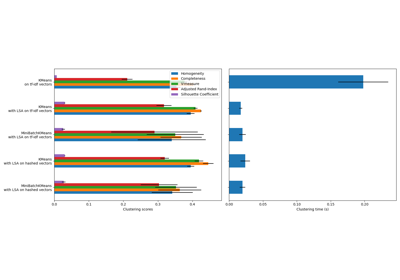 Homogeneity
Completeness
V-measure
Adjusted Rand-Index
Silhouette Coefficient
KMeans
on tf-idf vectors
KMeans
with LSA on tf-idf vectors
MiniBatchKMeans
with LSA on tf-idf vectors
KMeans
with LSA on hashed vectors
MiniBatchKMeans
with LSA on hashed vectors
0.0 0.1 0.2 0.3 0.4
Clustering scores
0.00 0.05 0.10 0.15 0.20
Clustering time (s)